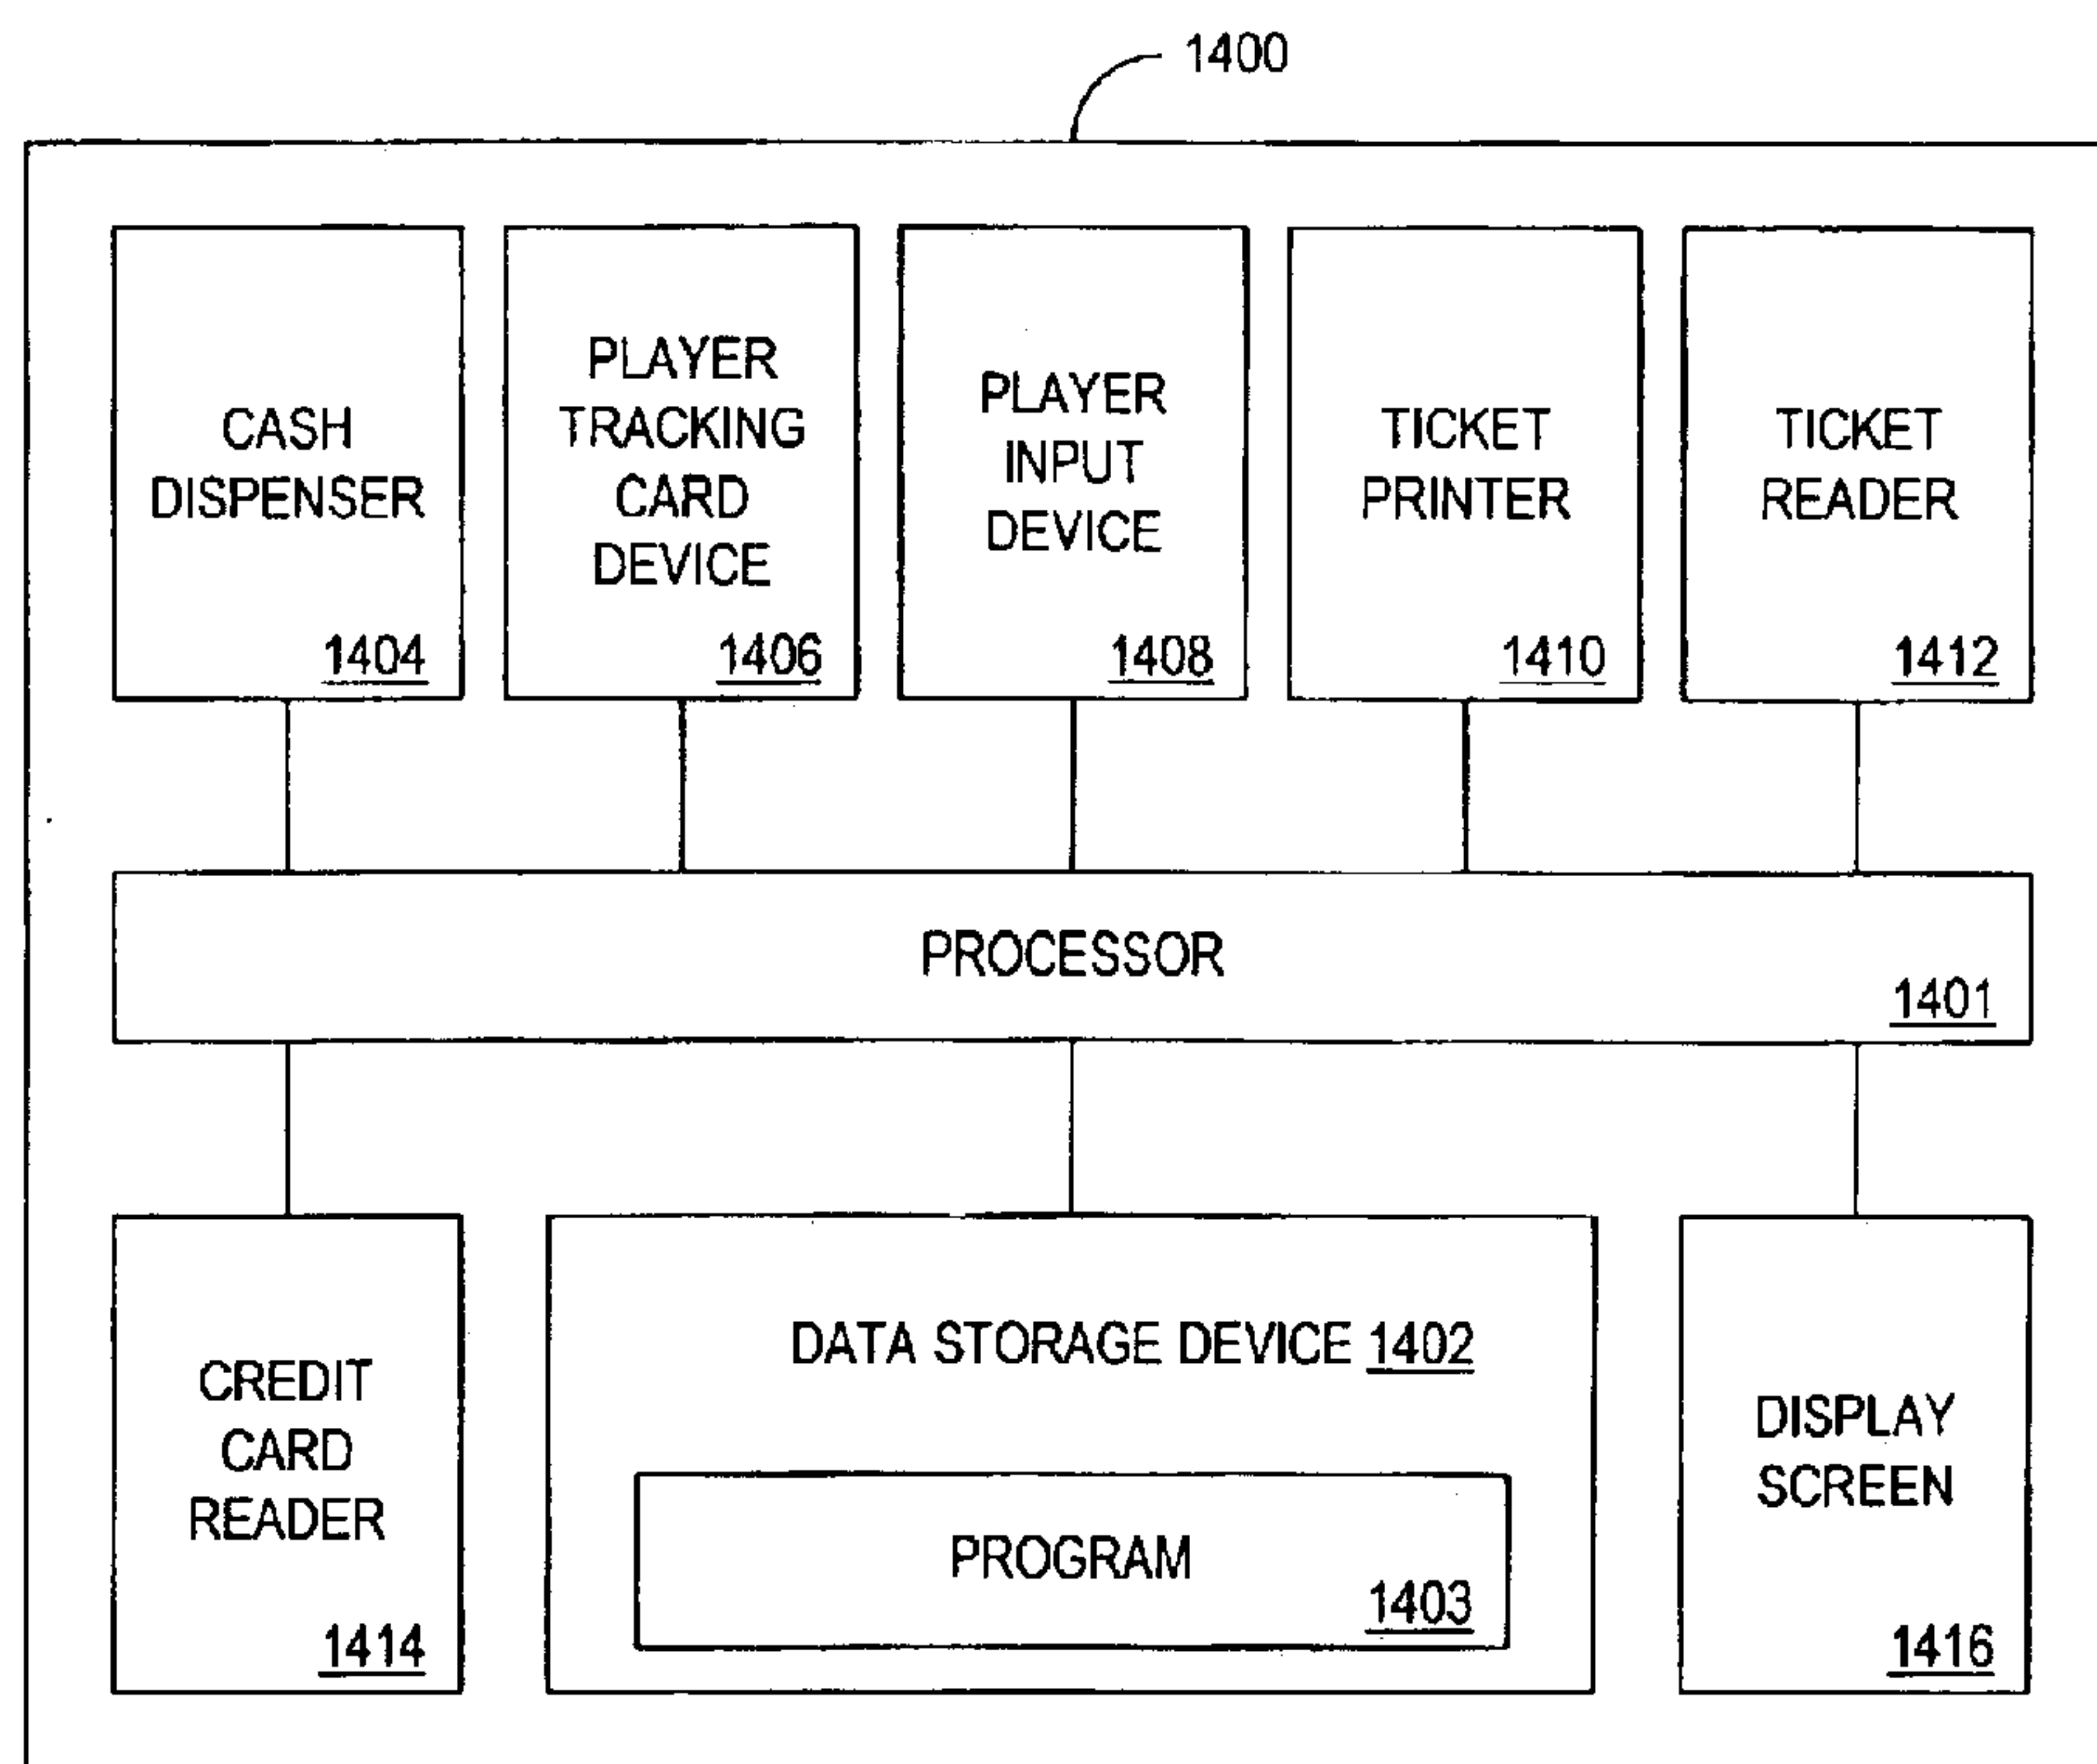 1400
CASH
DISPENSER
1404
PLAYER
TRACKING
CARD
DEVICE
1406
PLAYER
INPUT
DEVICE
1408
TICKET
PRINTER
1410
TICKET
READER
1412
PROCESSOR
1401
CREDIT
CARD
READER
1414
DATA STORAGE DEVICE 1402
PROGRAM
1403
DISPLAY
SCREEN
1416